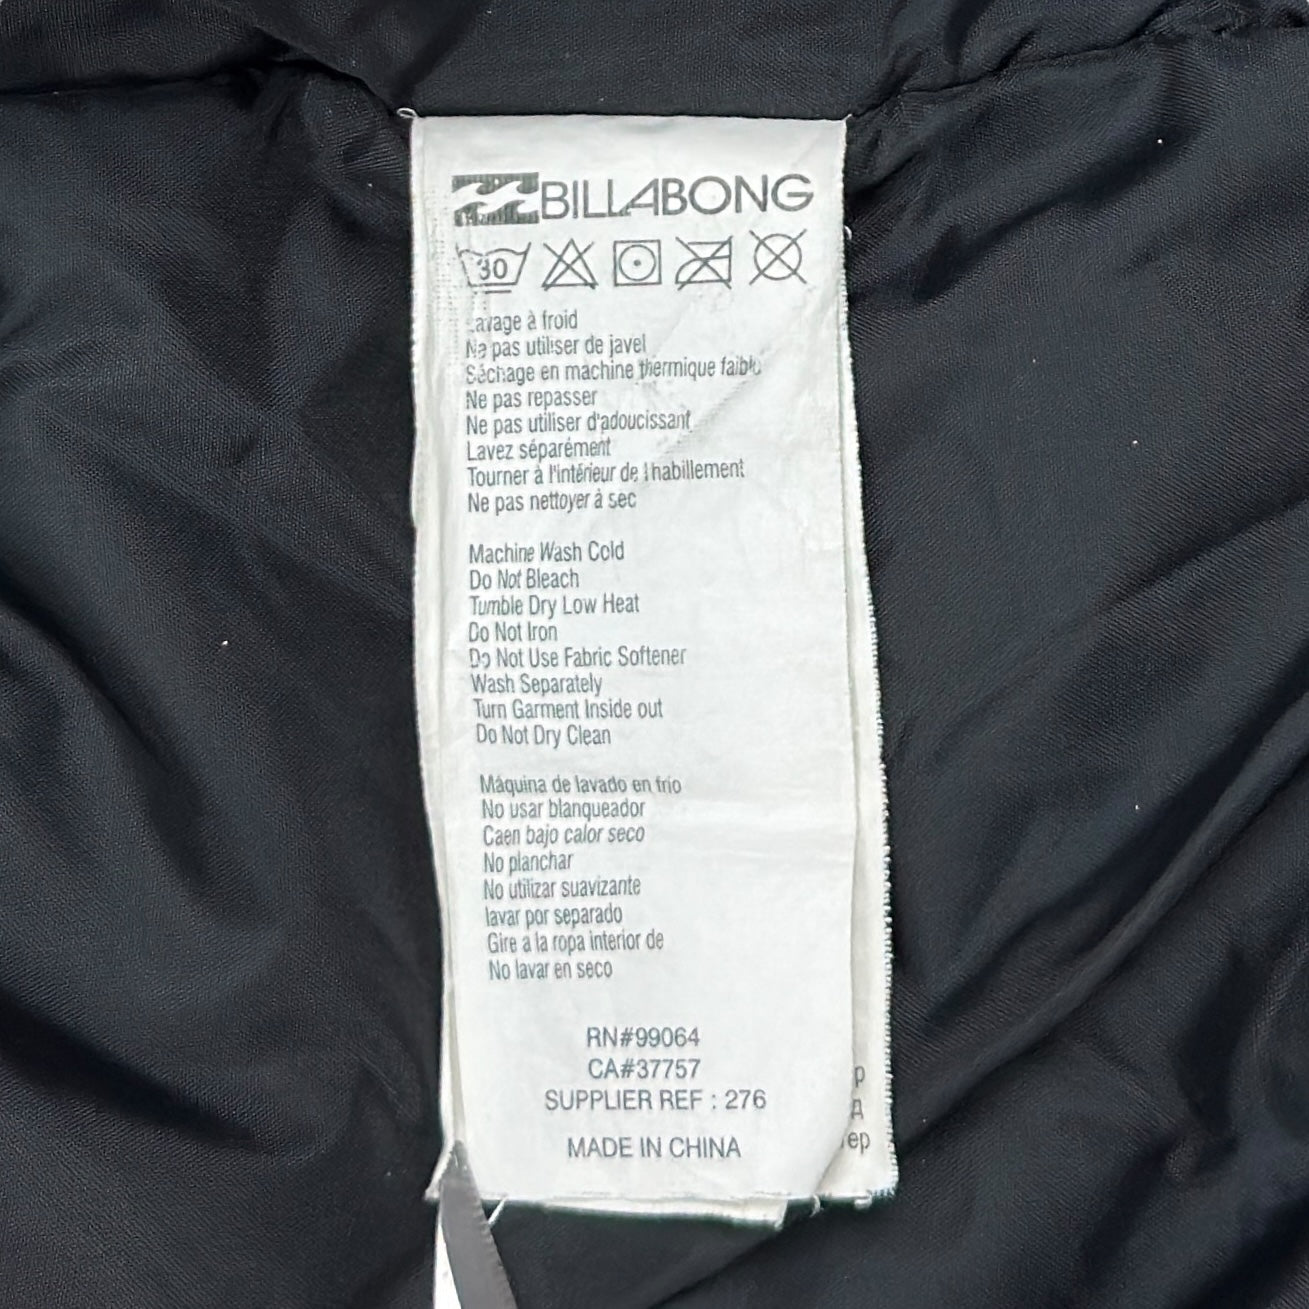 BILLABONG
30
Lavage à froid
Ne pas utiliser de javel
Séchage en machine thermique faible
Ne pas repasser
Ne pas utiliser d'adoucissant
Lavez séparément
Tourner à l'intérieur de l habillement
Ne pas nettoyer à sec
Machine Wash Cold
Do Not Bleach
Tumble Dry Low Heat
Do Not Iron
Do Not Use Fabric Softener
Wash Separately
Turn Garment Inside out
Do Not Dry Clean
Máquina de lavado en frio
No usar blanqueador
Caen bajo calor seco
No planchar
No utilizar suavizante
lavar por separado
Gire a la ropa interior de
No lavar en seco
RN#99064
CA#37757
SUPPLIER REF : 276
MADE IN CHINA